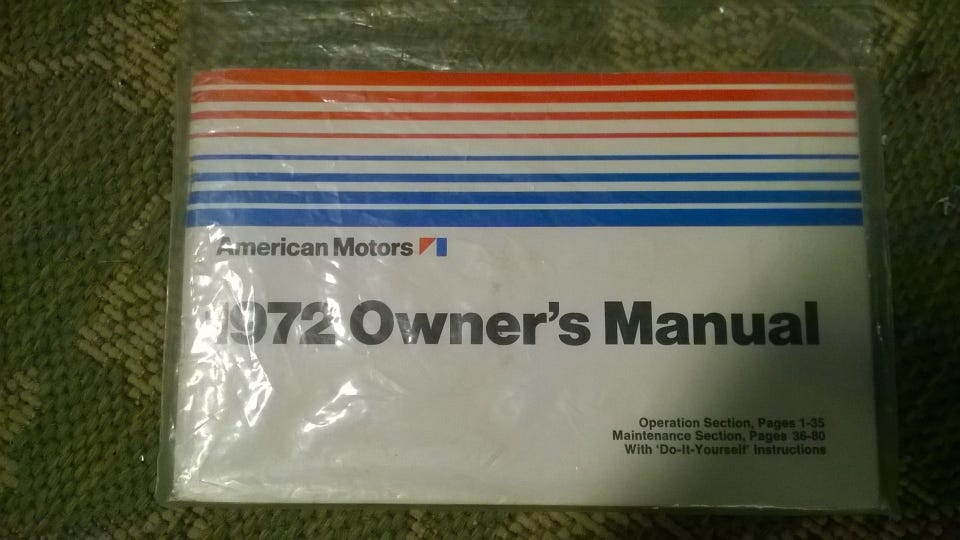 American Motors
1972 Owner's Manual
Operation Section, Pages 1-35
Maintenance Section, Pages 36-80
With 'Do-It-Yourself' Instructions